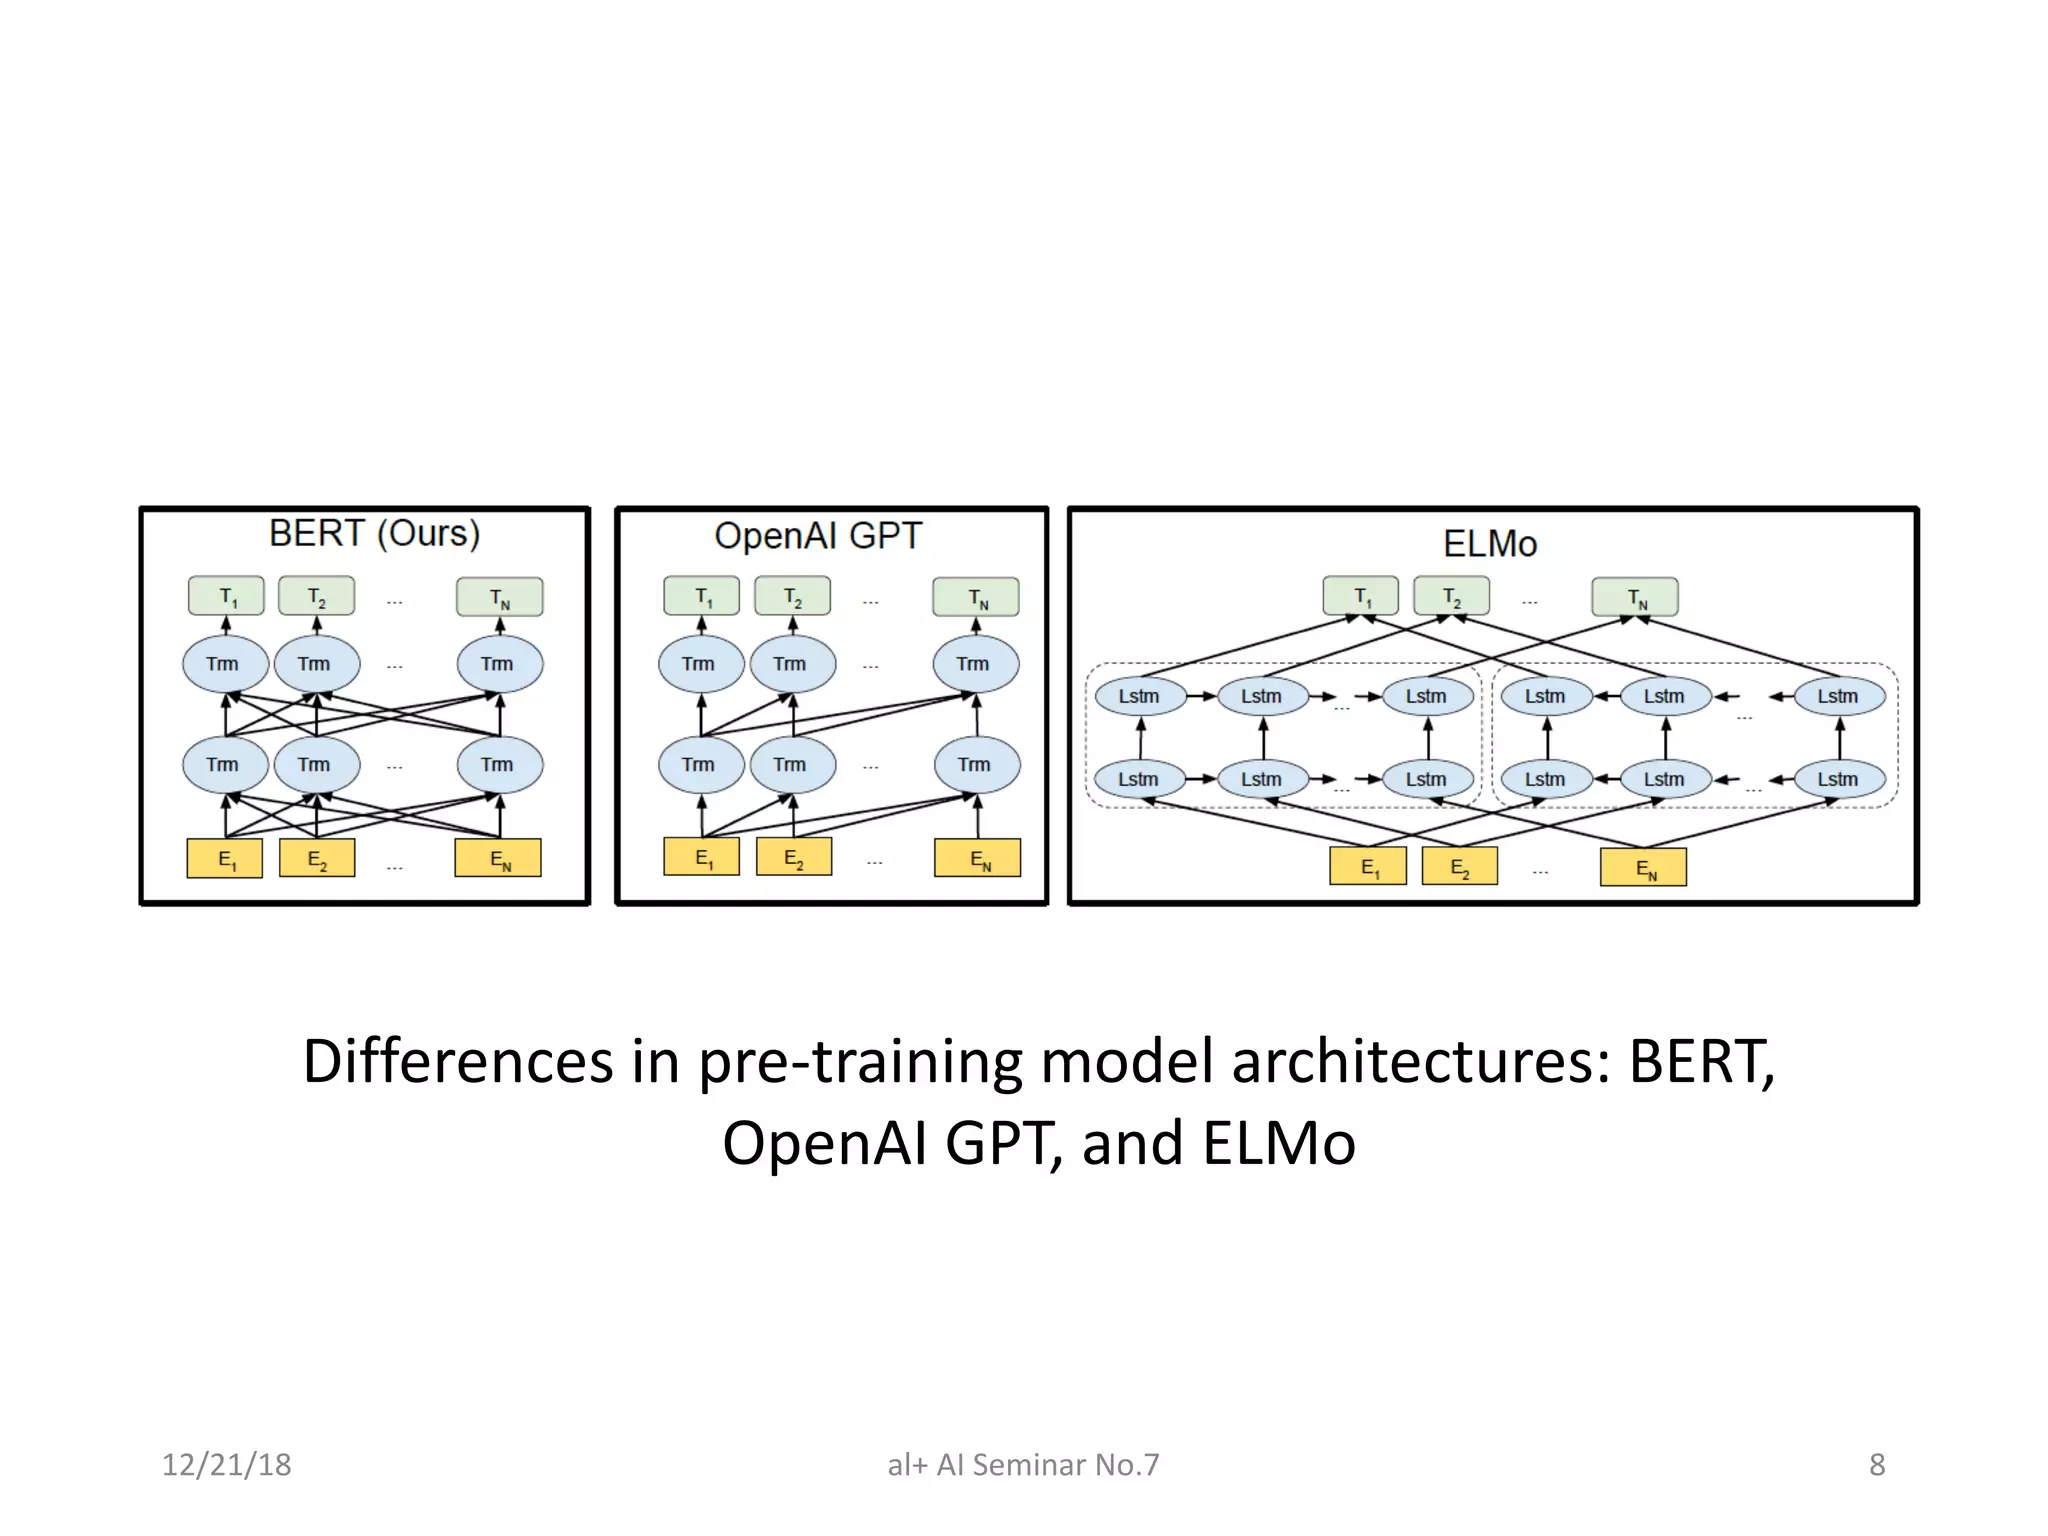 BERT (Ours)
T1 T2 ... TN
Trm Trm ... Trm
Trm Trm ... Trm
E1 E2 ... EN
OpenAI GPT
T1 T2 ... TN
Trm Trm ... Trm
Trm Trm ... Trm
E1 E2 ... EN
ELMo
T1 T2 ... TN
Lstm Lstm ... Lstm Lstm Lstm ... Lstm
Lstm Lstm ... Lstm Lstm Lstm ... Lstm
E1 E2 ... EN
Differences in pre-training model architectures: BERT,
OpenAI GPT, and ELMo
12/21/18 al+ AI Seminar No.7 8